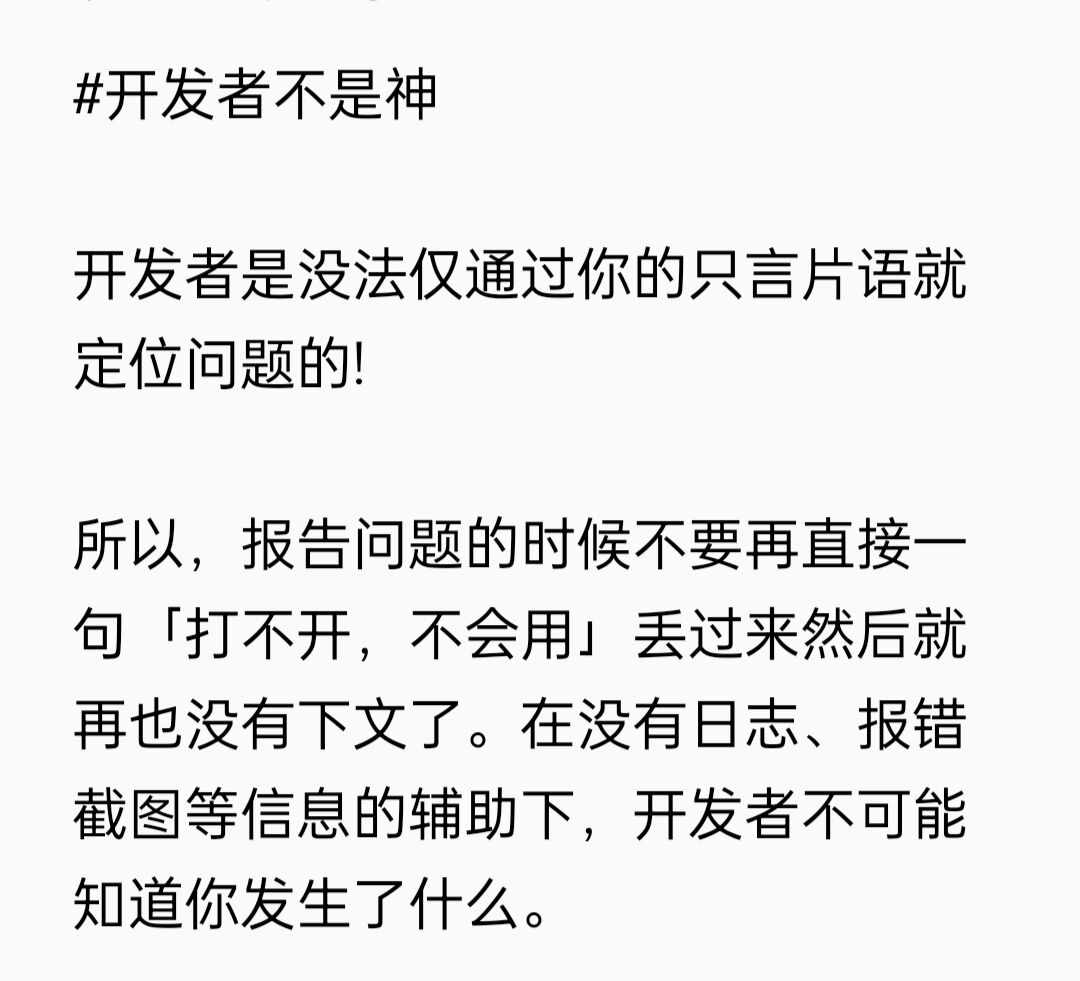 #开发者不是神
开发者是没法仅通过你的只言片语就
定位问题的!
所以，报告问题的时候不要再直接一
句「打不开，不会用」丢过来然后就
再也没有下文了。在没有日志、报错
截图等信息的辅助下，开发者不可能
知道你发生了什么。